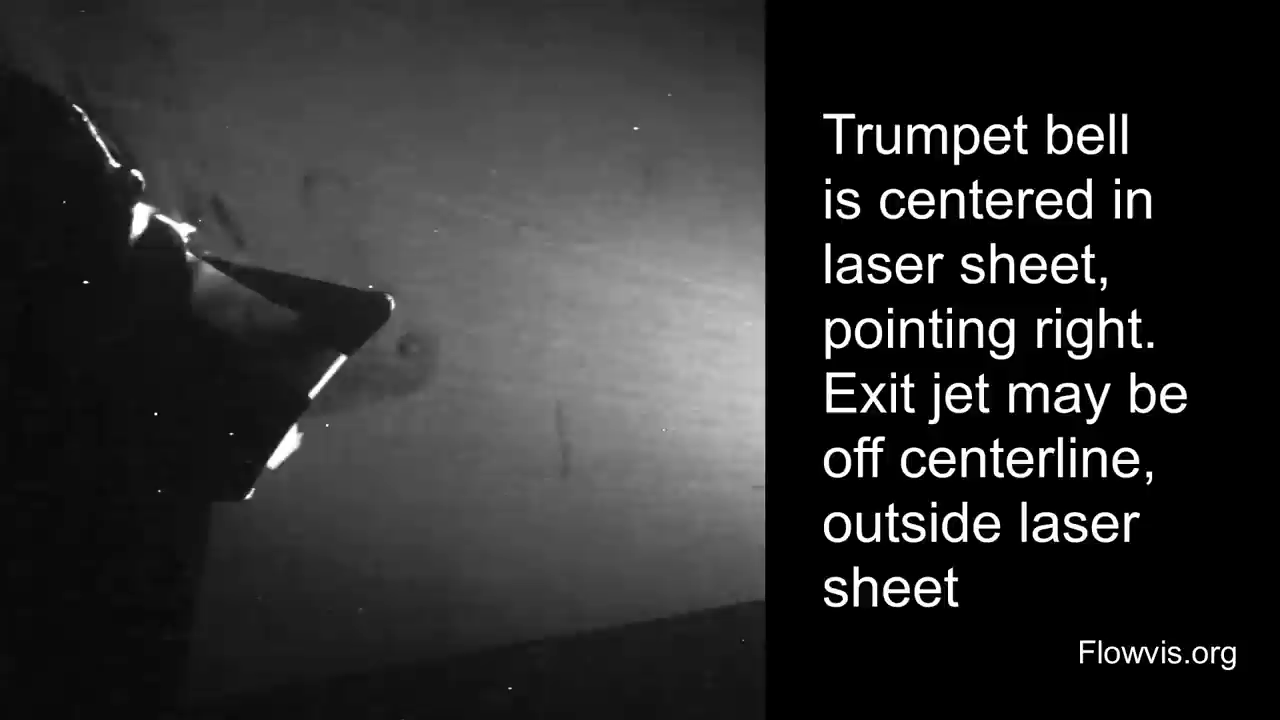 Trumpet bell
is centered in
laser sheet,
pointing right.
Exit jet may be
off centerline,
outside laser
sheet
Flowvis.org